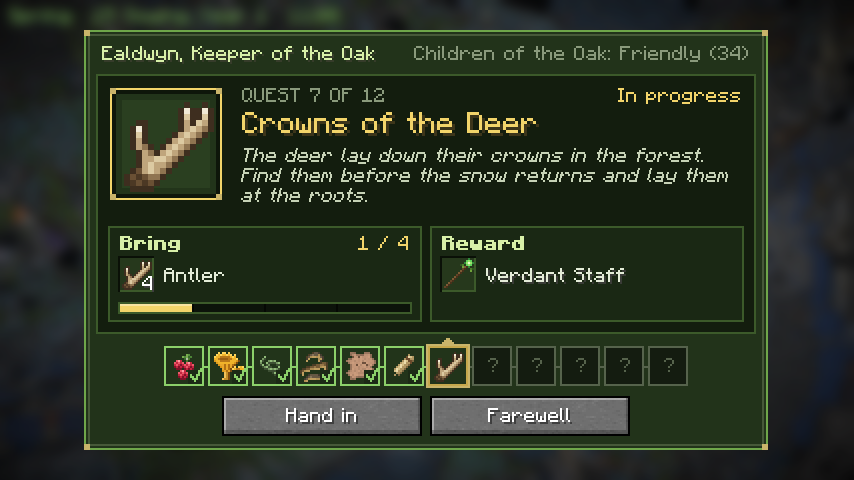 Ealdwyn, Keeper of the Oak
Children of the Oak: Friendly (34)
QUEST 7 OF 12
In progress
Crowns of the Deer
The deer lay down their crowns in the forest.
Find them before the snow returns and lay them
at the roots.
Bring
1 / 4
4
Antler
Reward
Verdant Staff
? ? ? ? ?
Hand in
Farewell